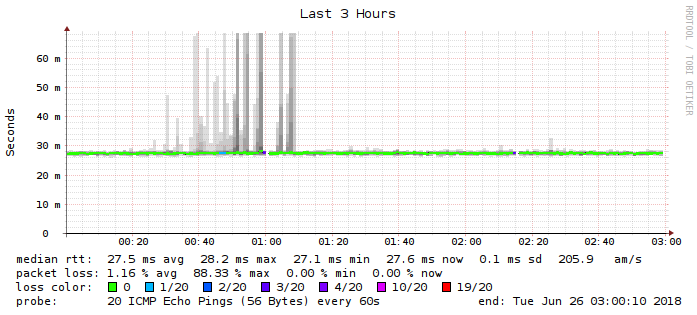 Last 3 Hours
RRDTOOL / TOBI OETIKER
Seconds
60 m
50 m
40 m
30 m
20 m
10 m
0
00:20 00:40 01:00 01:20 01:40 02:00 02:20 02:40 03:00
median rtt: 27.5 ms avg 28.2 ms max 27.1 ms min 27.6 ms now 0.1 ms sd 205.9 am/s
packet loss: 1.16 % avg 88.33 % max 0.00 % min 0.00 % now
loss color: 0 1/20 2/20 3/20 4/20 10/20 19/20
probe: 20 ICMP Echo Pings (56 Bytes) every 60s end: Tue Jun 26 03:00:10 2018